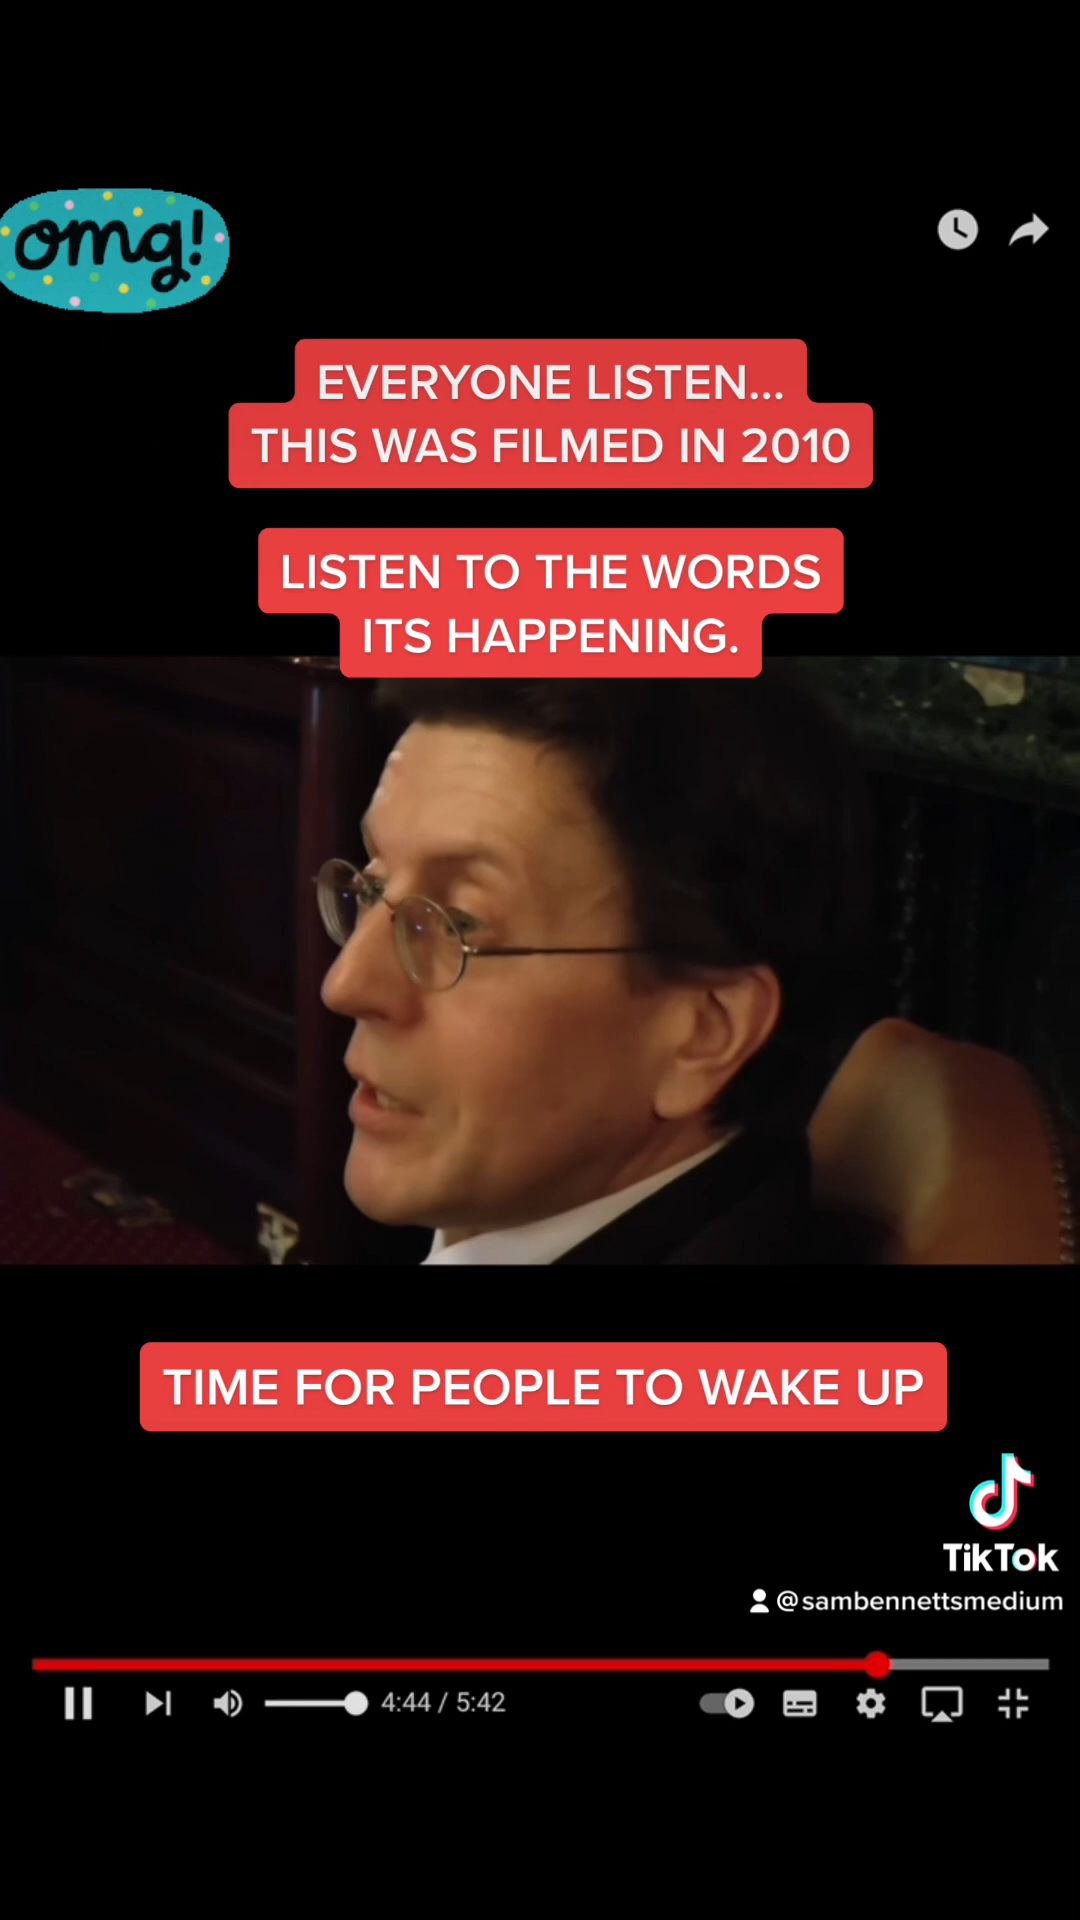 omg!
EVERYONE LISTEN...
THIS WAS FILMED IN 2010
LISTEN TO THE WORDS
ITS HAPPENING.
TIME FOR PEOPLE TO WAKE UP
TikTok
@sambennettsmedium
4:44 / 5:42